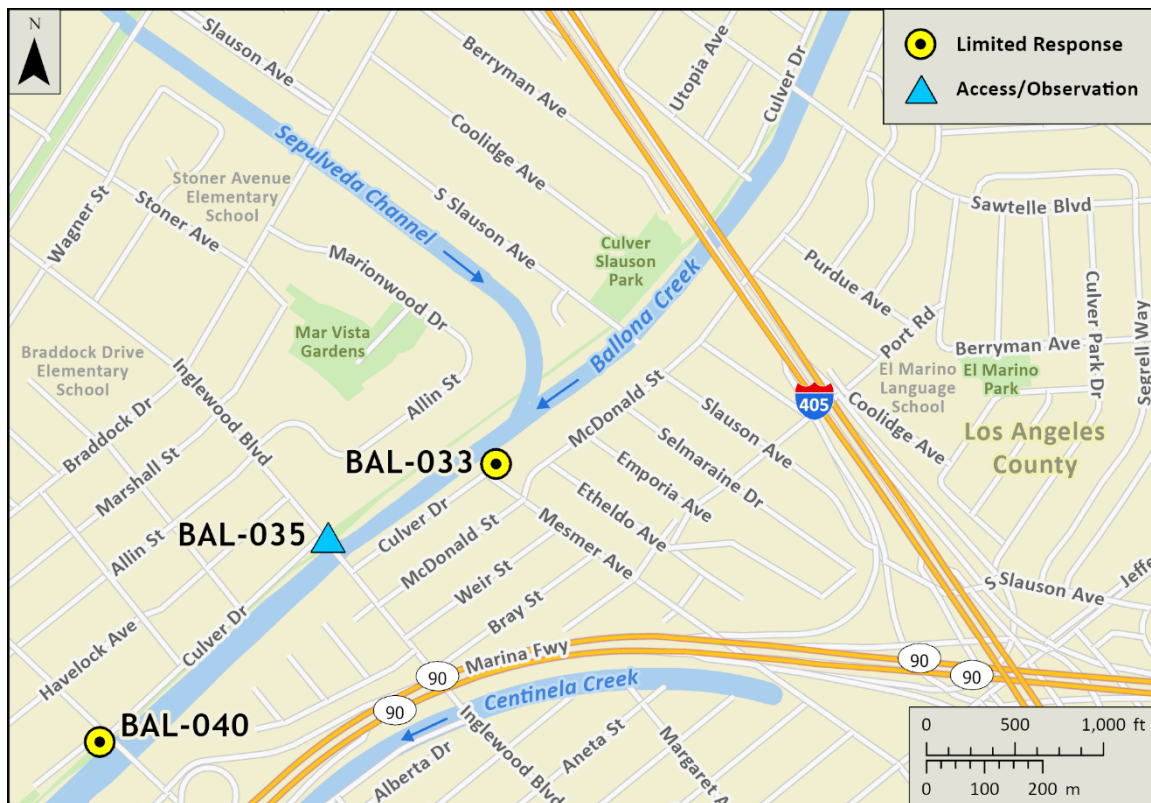 N
Limited Response
Access/Observation
Slauson Ave
Berryman Ave
Utopia Ave
Culver Dr
Coolidge Ave
Sepulveda Channel
Stoner Avenue
Elementary
School
S Slauson Ave
Wagner St
Stoner Ave
Sawtelle Blvd
Culver
Slauson
Park
Marionwood Dr
Purdue Ave
Culver Park Dr
Segrell Way
Port Rd
Ballona Creek
Mar Vista
Gardens
Braddock Drive
Elementary
School
Berryman Ave
El Marino
Language
School
El Marino
Park
Inglewood Blvd
Allin St
McDonald St
405
Braddock Dr
Slauson Ave
Coolidge Ave
Los Angeles
County
Marshall St
BAL-033
Selmaraine Dr
Emporia Ave
Etheldo Ave
Allin St
BAL-035
Culver Dr
McDonald St
Mesmer Ave
Weir St
Bray St
S Slauson Ave
Jeffe
Culver Dr
Havelock Ave
Marina Fwy
90
90
90
90
Centinela Creek
BAL-040
Inglewood Blvd
Alberta Dr
Aneta St
Margaret A
0 500 1,000 ft
0 100 200 m